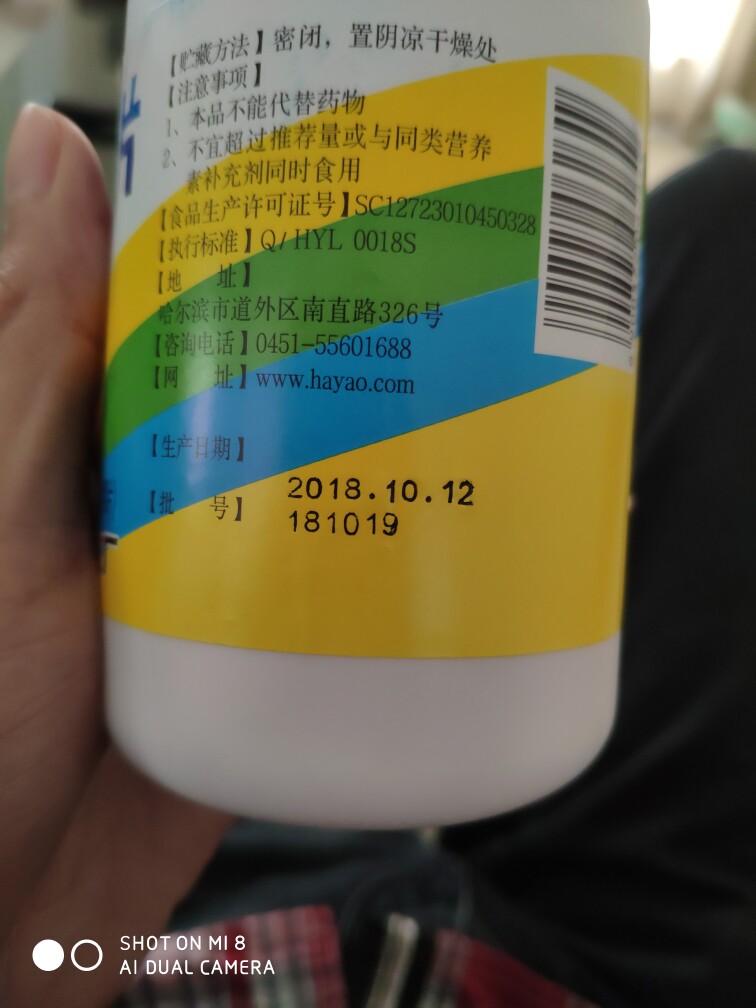 片
【贮藏方法】密闭，置阴凉干燥处
【注意事项】
1、本品不能代替药物
2、不宜超过推荐量或与同类营养
素补充剂同时食用
【食品生产许可证号】SC12723010450328
【执行标准】Q/HYL 0018S
【地 址】
哈尔滨市道外区南直路326号
【咨询电话】0451-55601688
【网 址】www.hayao.com
【生产日期】
2018.10.12
【批 号】
181019
SHOT ON MI 8
AI DUAL CAMERA